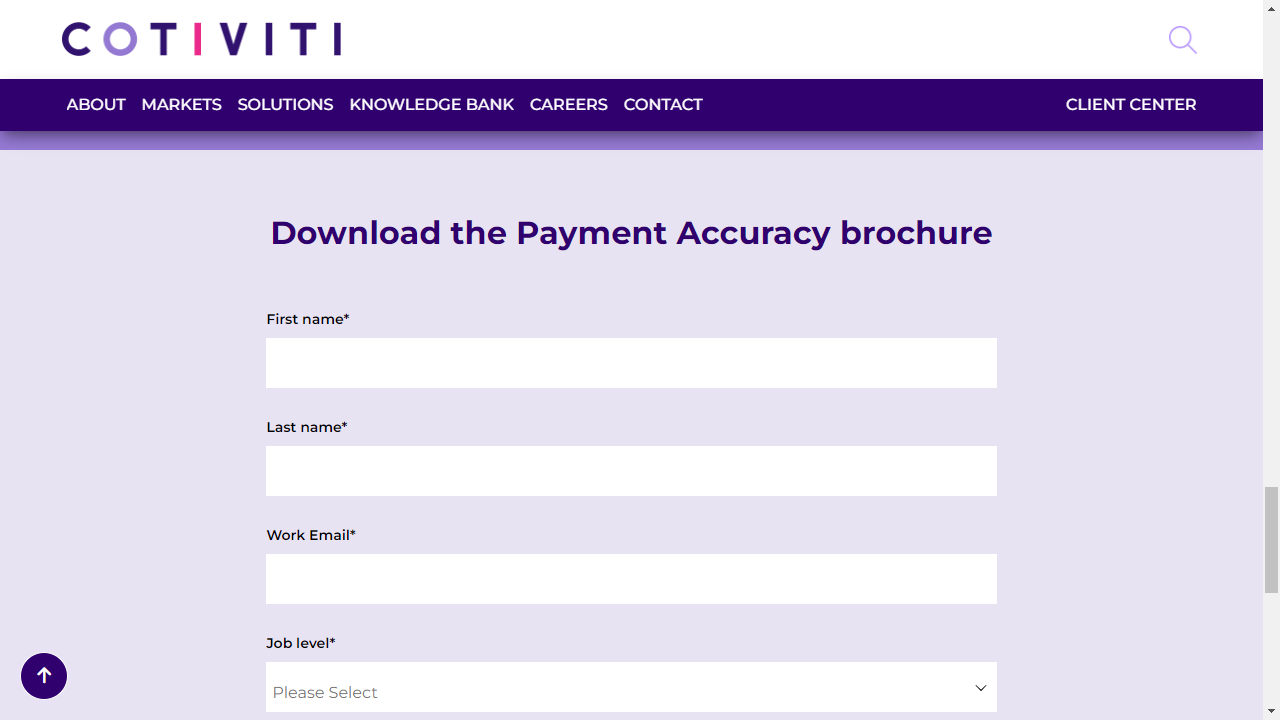 COTIVITI
ABOUT MARKETS SOLUTIONS KNOWLEDGE BANK CAREERS CONTACT CLIENT CENTER
Download the Payment Accuracy brochure
First name*
Last name*
Work Email*
Job level*
Please Select